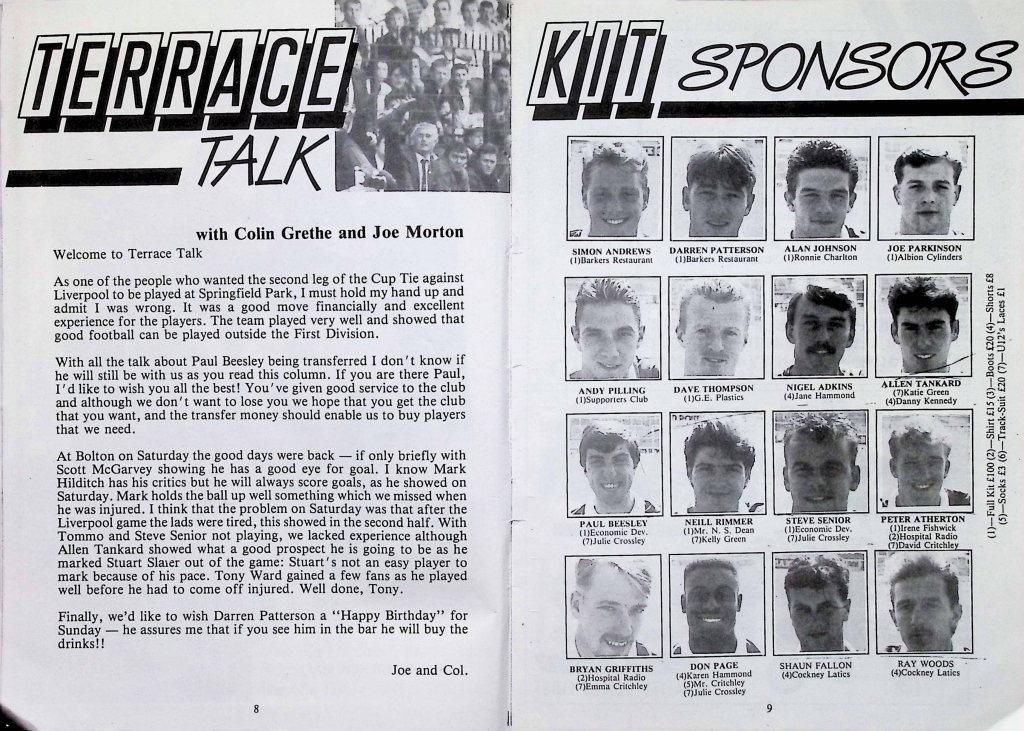 TERRACE
TALK
with Colin Grethe and Joe Morton
Welcome to Terrace Talk
As one of the people who wanted the second leg of the Cup Tie against
Liverpool to be played at Springfield Park, I must hold my hand up and
admit I was wrong. It was a good move financially and excellent
experience for the players. The team played very well and showed that
good football can be played outside the First Division.
With all the talk about Paul Beesley being transferred I don't know if
he will still be with us as you read this column. If you are there Paul,
I'd like to wish you all the best! You've given good service to the club
and although we don't want to lose you we hope that you get the club
that you want, and the transfer money should enable us to buy players
that we need.
At Bolton on Saturday the good days were back — if only briefly with
Scott McGarvey showing he has a good eye for goal. I know Mark
Hilditch has his critics but he will always score goals, as he showed on
Saturday. Mark holds the ball up well something which we missed when
he was injured. I think that the problem on Saturday was that after the
Liverpool game the lads were tired, this showed in the second half. With
Tommo and Steve Senior not playing, we lacked experience although
Allen Tankard showed what a good prospect he is going to be as he
marked Stuart Slauer out of the game: Stuart's not an easy player to
mark because of his pace. Tony Ward gained a few fans as he played
well before he had to come off injured. Well done, Tony.
Finally, we'd like to wish Darren Patterson a "Happy Birthday" for
Sunday — he assures me that if you see him in the bar he will buy the
drinks!!
Joe and Col.
8
KIT SPONSORS
SIMON ANDREWS
(1)Barkers Restaurant
DARREN PATTERSON
(1)Barkers Restaurant
ALAN JOHNSON
(1)Ronnie Charlton
JOE PARKINSON
(1)Albion Cylinders
ANDY PILLING
(1)Supporters Club
DAVE THOMPSON
(1)G.E. Plastics
NIGEL ADKINS
(4)Jane Hammond
ALLEN TANKARD
(7)Katie Green
(4)Danny Kennedy
PAUL BEESLEY
(1)Economic Dev.
(7)Julie Crossley
NEILL RIMMER
(1)Mr. N. S. Dean
(7)Kelly Green
STEVE SENIOR
(1)Economic Dev.
(7)Julie Crossley
PETER ATHERTON
(1)Irene Fishwick
(2)Hospital Radio
(7)David Critchley
BRYAN GRIFFITHS
(2)Hospital Radio
(7)Emma Critchley
DON PAGE
(4)Karen Hammond
(5)Mr. Critchley
(7)Julie Crossley
SHAUN FALLON
(4)Cockney Latics
RAY WOODS
(4)Cockney Latics
(1)—Full Kit £100 (2)—Shirt £15 (3)—Boots £20 (4)—Shorts £8
(5)—Socks £3 (6)—Track-Suit £20 (7)—U12's Laces £1
9